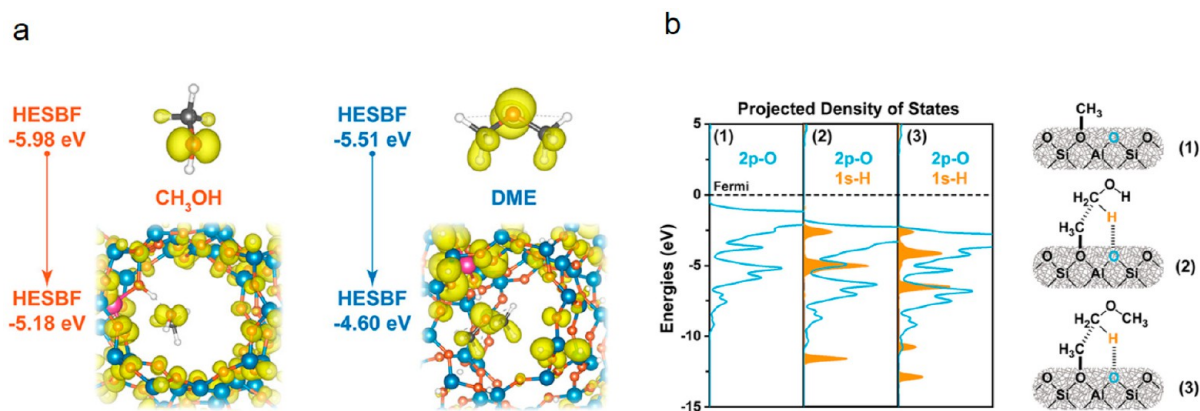 a
HESBF
-5.98 eV
CH₃OH
HESBF
-5.18 eV
HESBF
-5.51 eV
DME
HESBF
-4.60 eV
b
Projected Density of States
Energies (eV)
5
0
-5
-10
-15
Fermi
(1)
2p-O
(2)
2p-O
1s-H
(3)
2p-O
1s-H
CH₃
O O O O
Si Al Si
(1)
O
H₂C H
H
H₃C
O O O O
Si Al Si
(2)
O
H₂C CH₃
H
H₃C
O O O O
Si Al Si
(3)